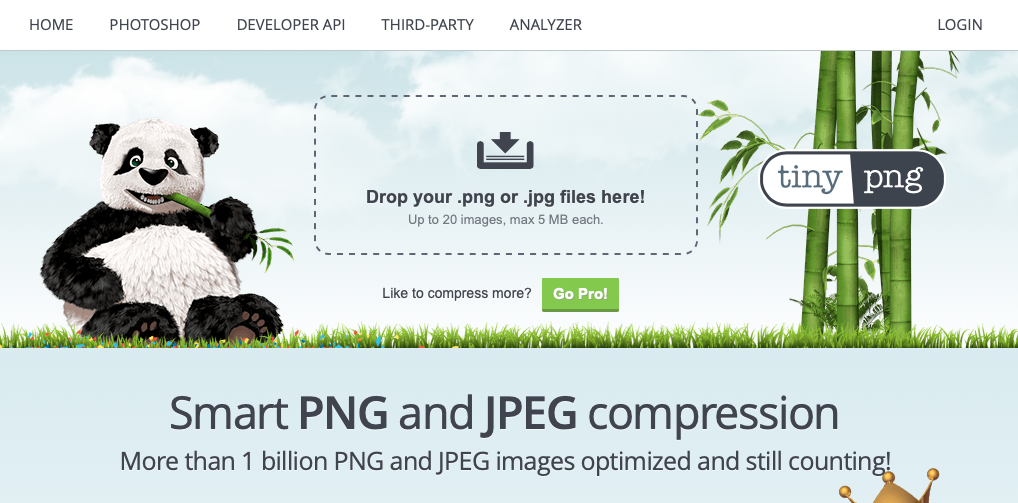 HOME PHOTOSHOP DEVELOPER API THIRD-PARTY ANALYZER LOGIN
Drop your .png or .jpg files here!
Up to 20 images, max 5 MB each.
tiny png
Like to compress more? Go Pro!
Smart PNG and JPEG compression
More than 1 billion PNG and JPEG images optimized and still counting!